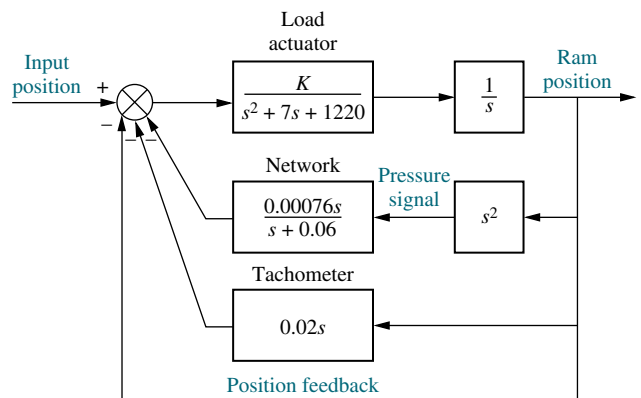 Load
actuator
Input
position
Ram
position
+
−
−
−
K
s² + 7s + 1220
1
s
Network
Pressure
signal
0.00076s
s + 0.06
s²
Tachometer
0.02s
Position feedback